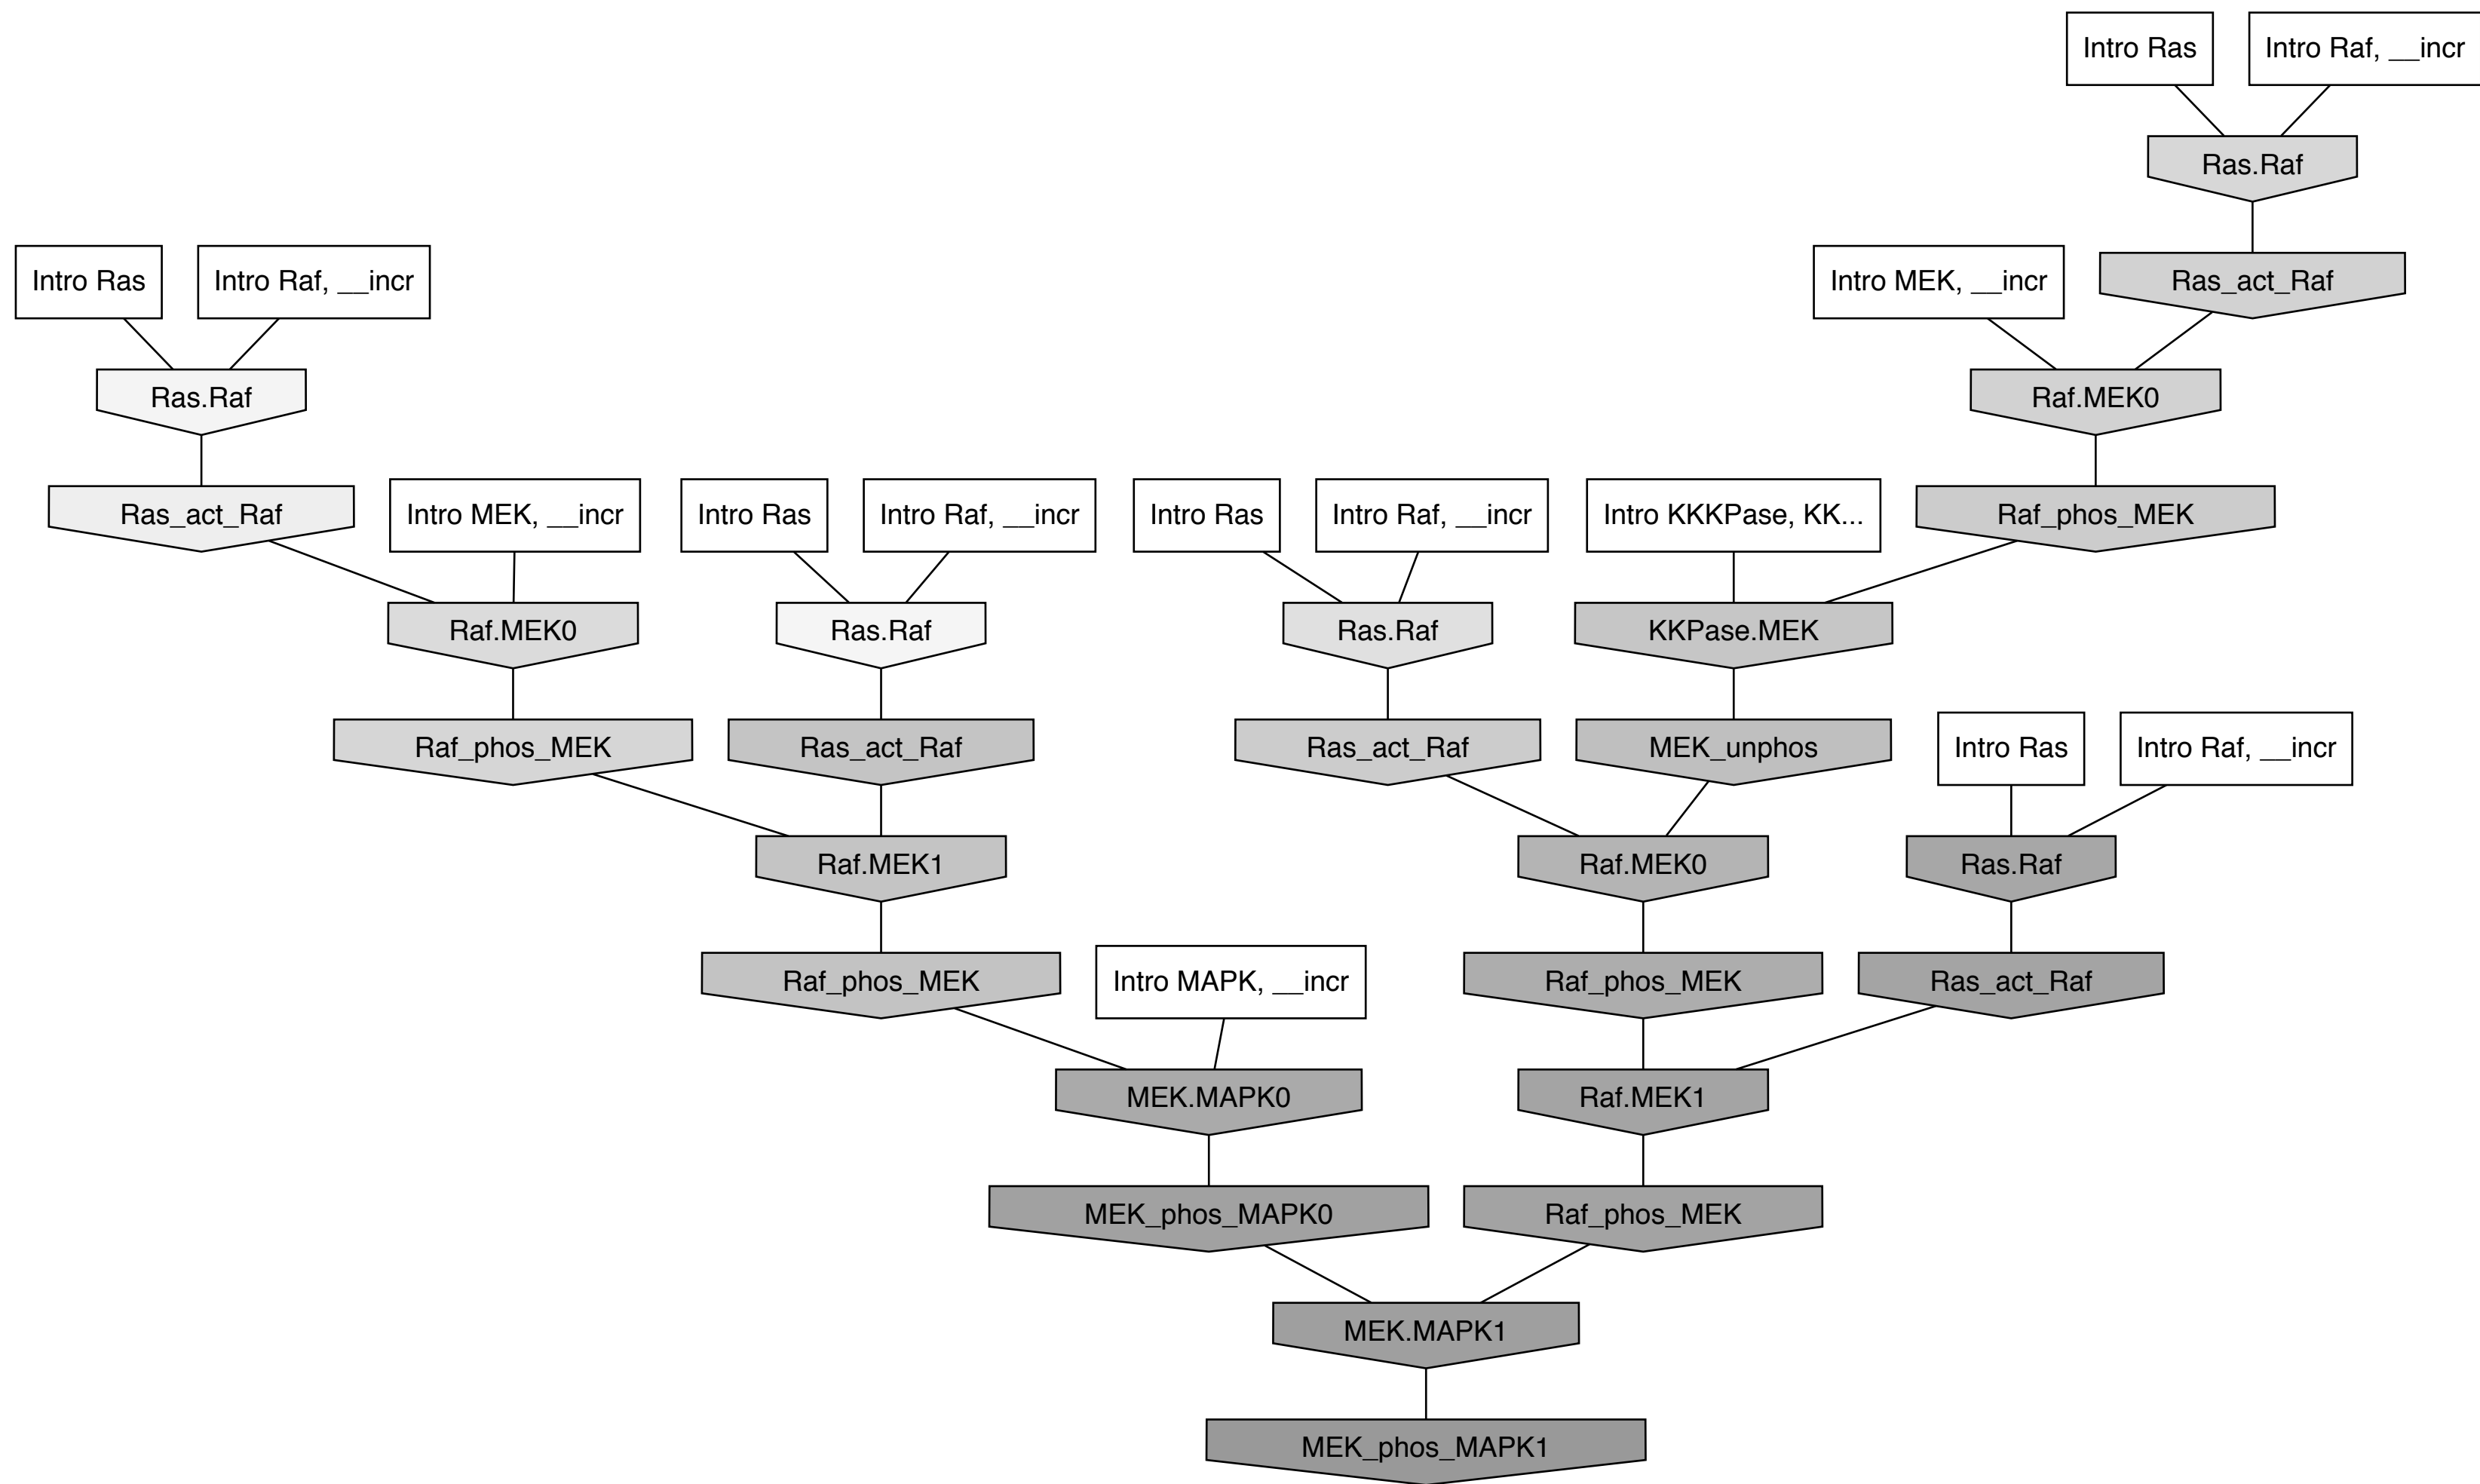 Intro Ras
Intro Raf, __incr
Ras.Raf
Intro Ras
Intro Raf, __incr
Intro MEK, __incr
Ras_act_Raf
Ras.Raf
Raf.MEK0
Ras_act_Raf
Intro MEK, __incr
Intro Ras
Intro Raf, __incr
Intro Ras
Intro Raf, __incr
Intro KKKPase, KK...
Raf_phos_MEK
Raf.MEK0
Ras.Raf
Ras.Raf
KKPase.MEK
Raf_phos_MEK
Ras_act_Raf
Ras_act_Raf
MEK_unphos
Intro Ras
Intro Raf, __incr
Raf.MEK1
Raf.MEK0
Ras.Raf
Raf_phos_MEK
Intro MAPK, __incr
Raf_phos_MEK
Ras_act_Raf
MEK.MAPK0
Raf.MEK1
MEK_phos_MAPK0
Raf_phos_MEK
MEK.MAPK1
MEK_phos_MAPK1